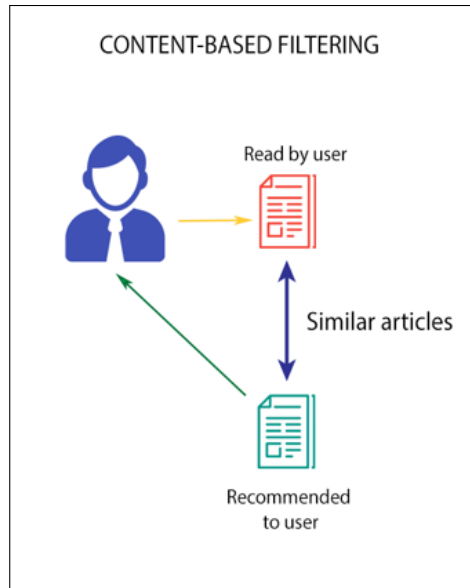 CONTENT-BASED FILTERING
Read by user
Similar articles
Recommended
to user